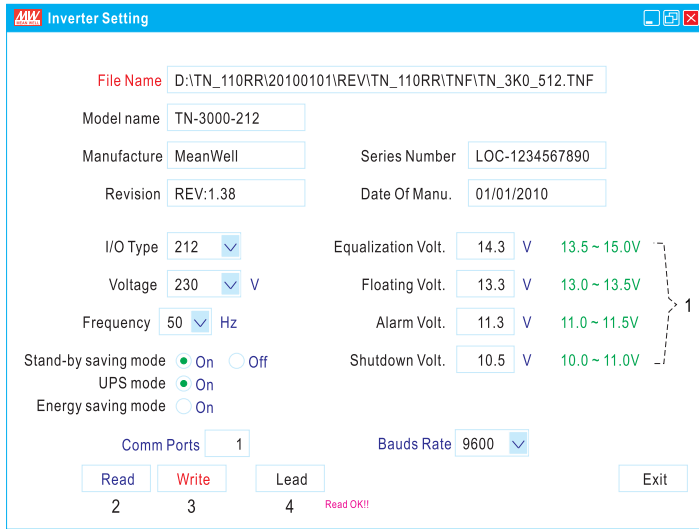 MW MEAN WELL Inverter Setting
File Name D:\TN_110RR\20100101\REV\TN_110RR\TNF\TN_3K0_512.TNF
Model name TN-3000-212
Manufacture MeanWell Series Number LOC-1234567890
Revision REV:1.38 Date Of Manu. 01/01/2010
I/O Type 212 Equalization Volt. 14.3 V 13.5 ~ 15.0V
Voltage 230 V Floating Volt. 13.3 V 13.0 ~ 13.5V
1
Frequency 50 Hz Alarm Volt. 11.3 V 11.0 ~ 11.5V
Stand-by saving mode On Off Shutdown Volt. 10.5 V 10.0 ~ 11.0V
UPS mode On
Energy saving mode On
Comm Ports 1 Bauds Rate 9600
Read Write Lead Exit
2 3 4 Read OK!!